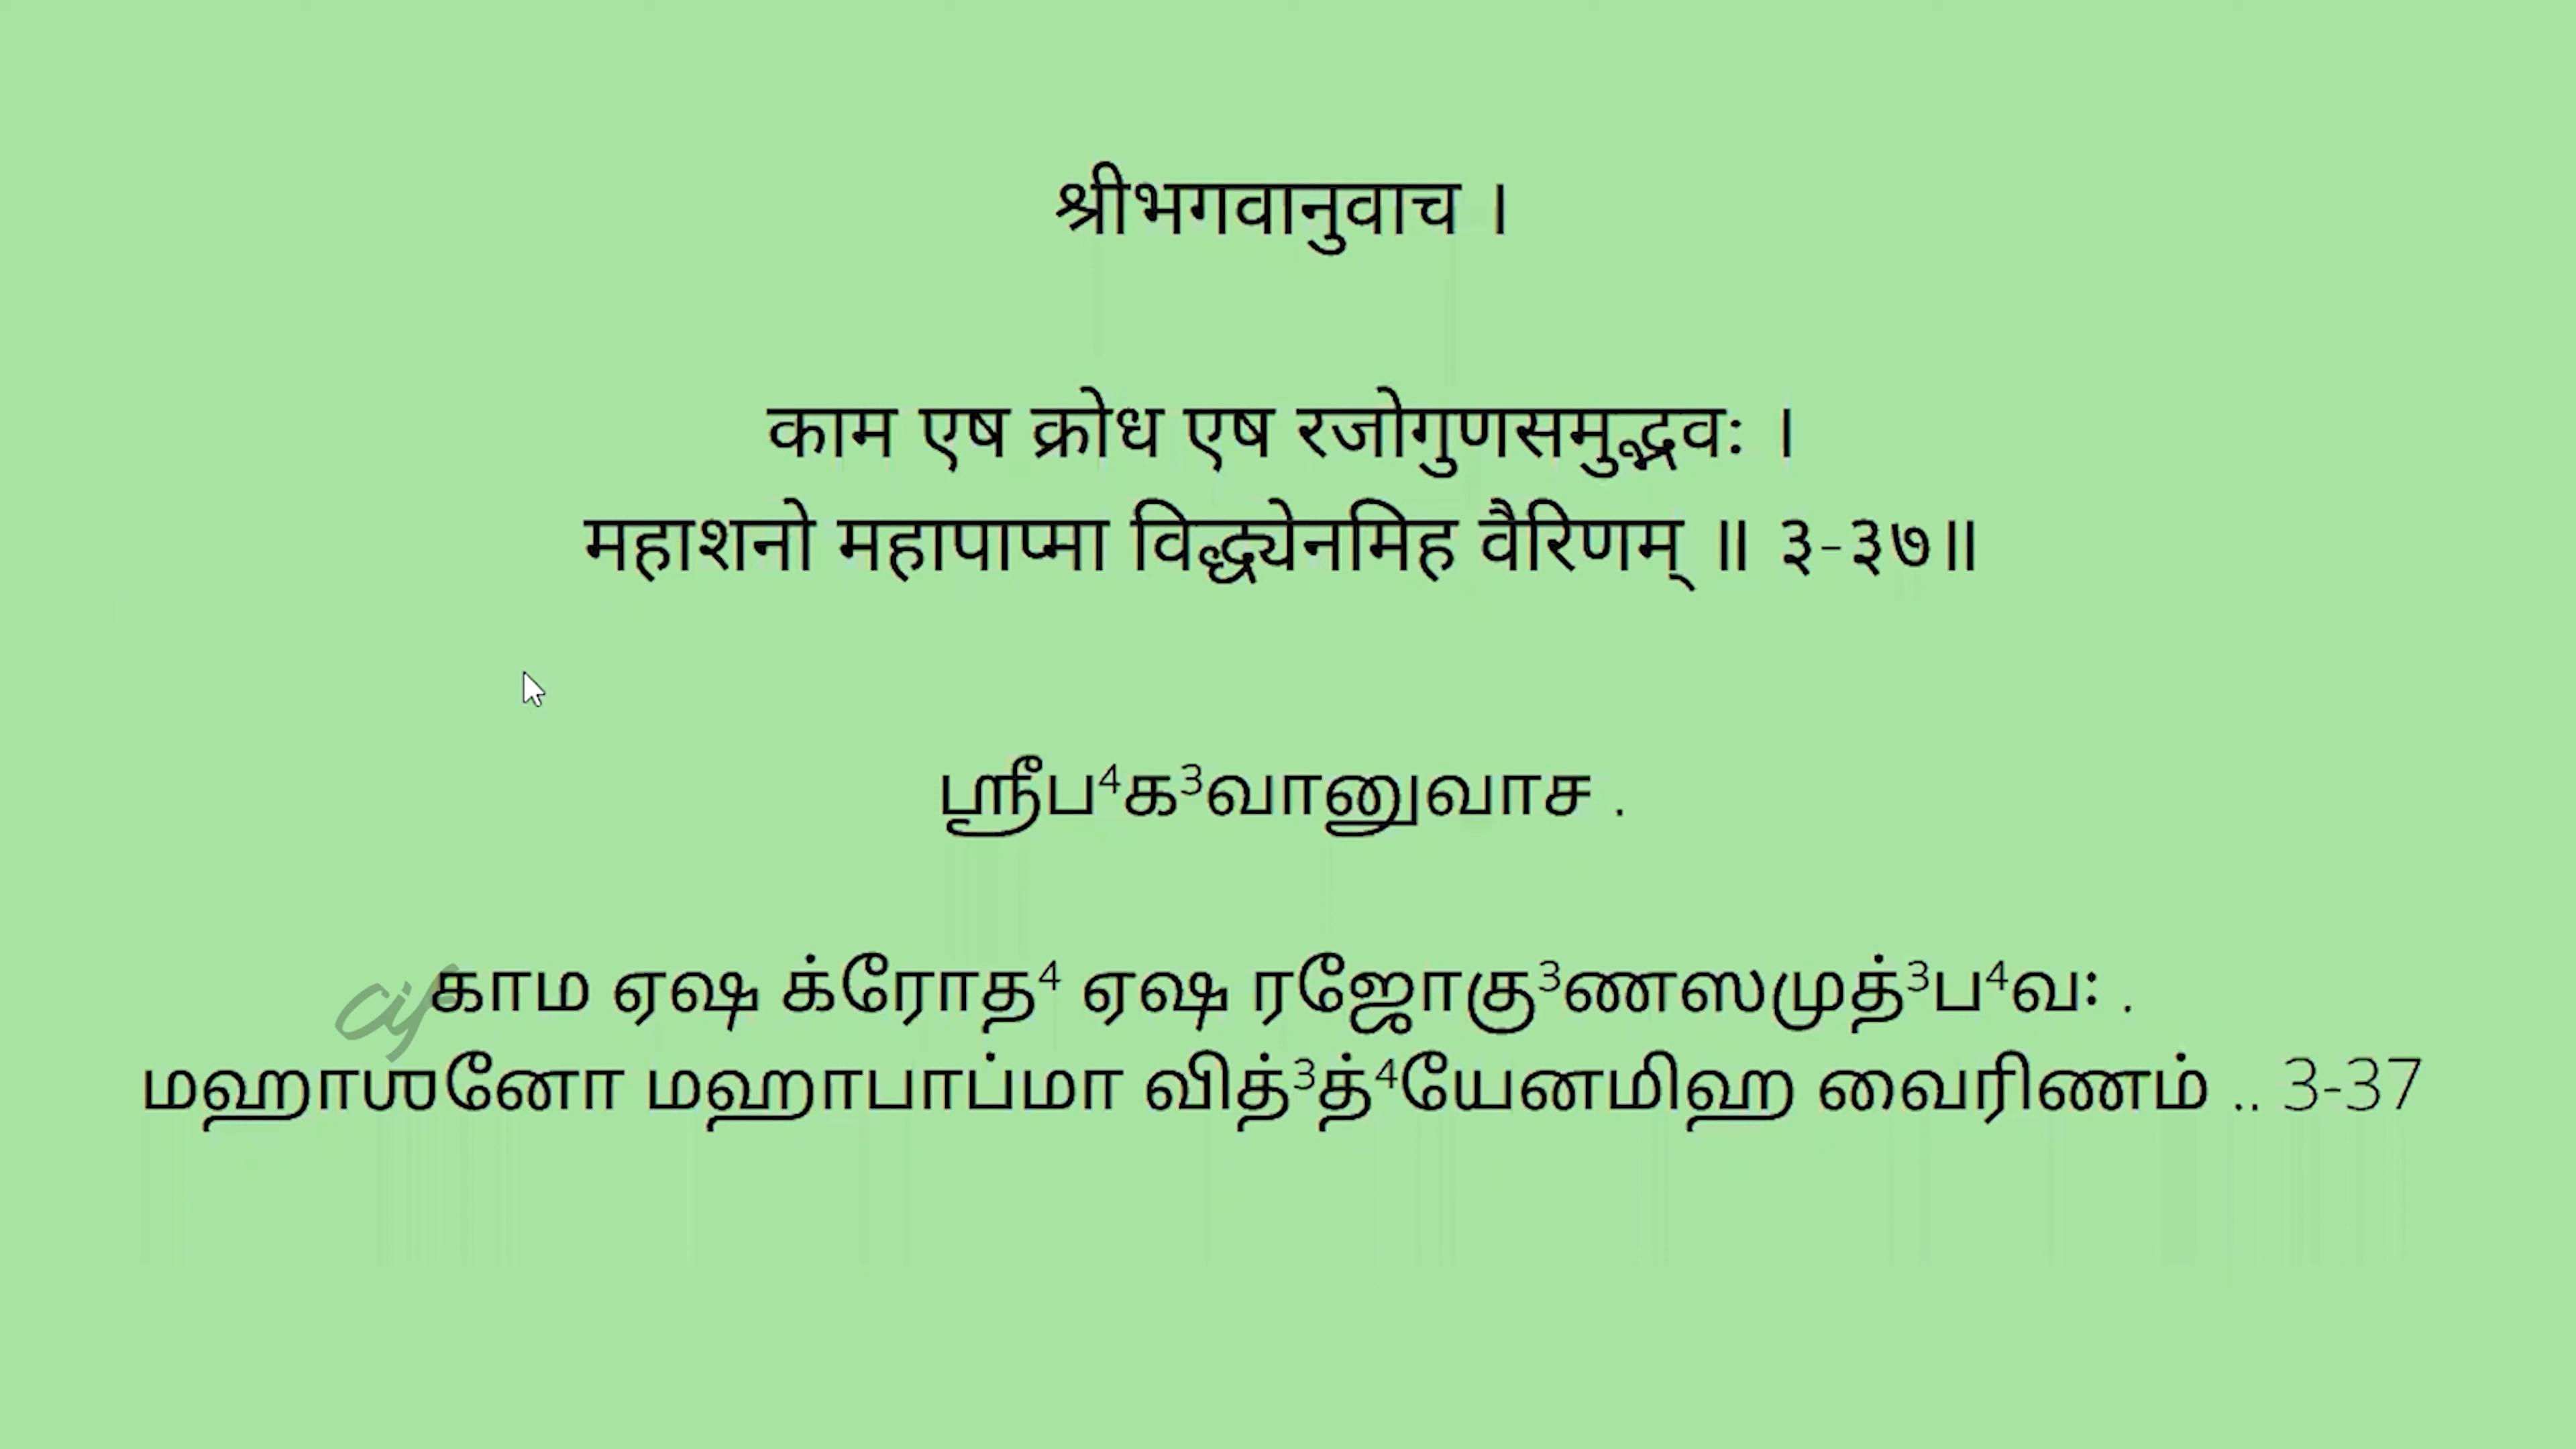 श्रीभगवानुवाच ।
काम एष क्रोध एष रजोगुणसमुद्भवः ।
महाशनो महापाप्मा विद्ध्येनमिह वैरिणम् ॥ ३-३७॥
ஶ்ரீப⁴க³வானுவாச .
காம ஏஷ க்ரோத⁴ ஏஷ ரஜோகு³ணஸமுத்³ப⁴வ: .
மஹாஶனோ மஹாபாப்மா வித்³த்⁴யேனமிஹ வைரிணம் .. 3-37